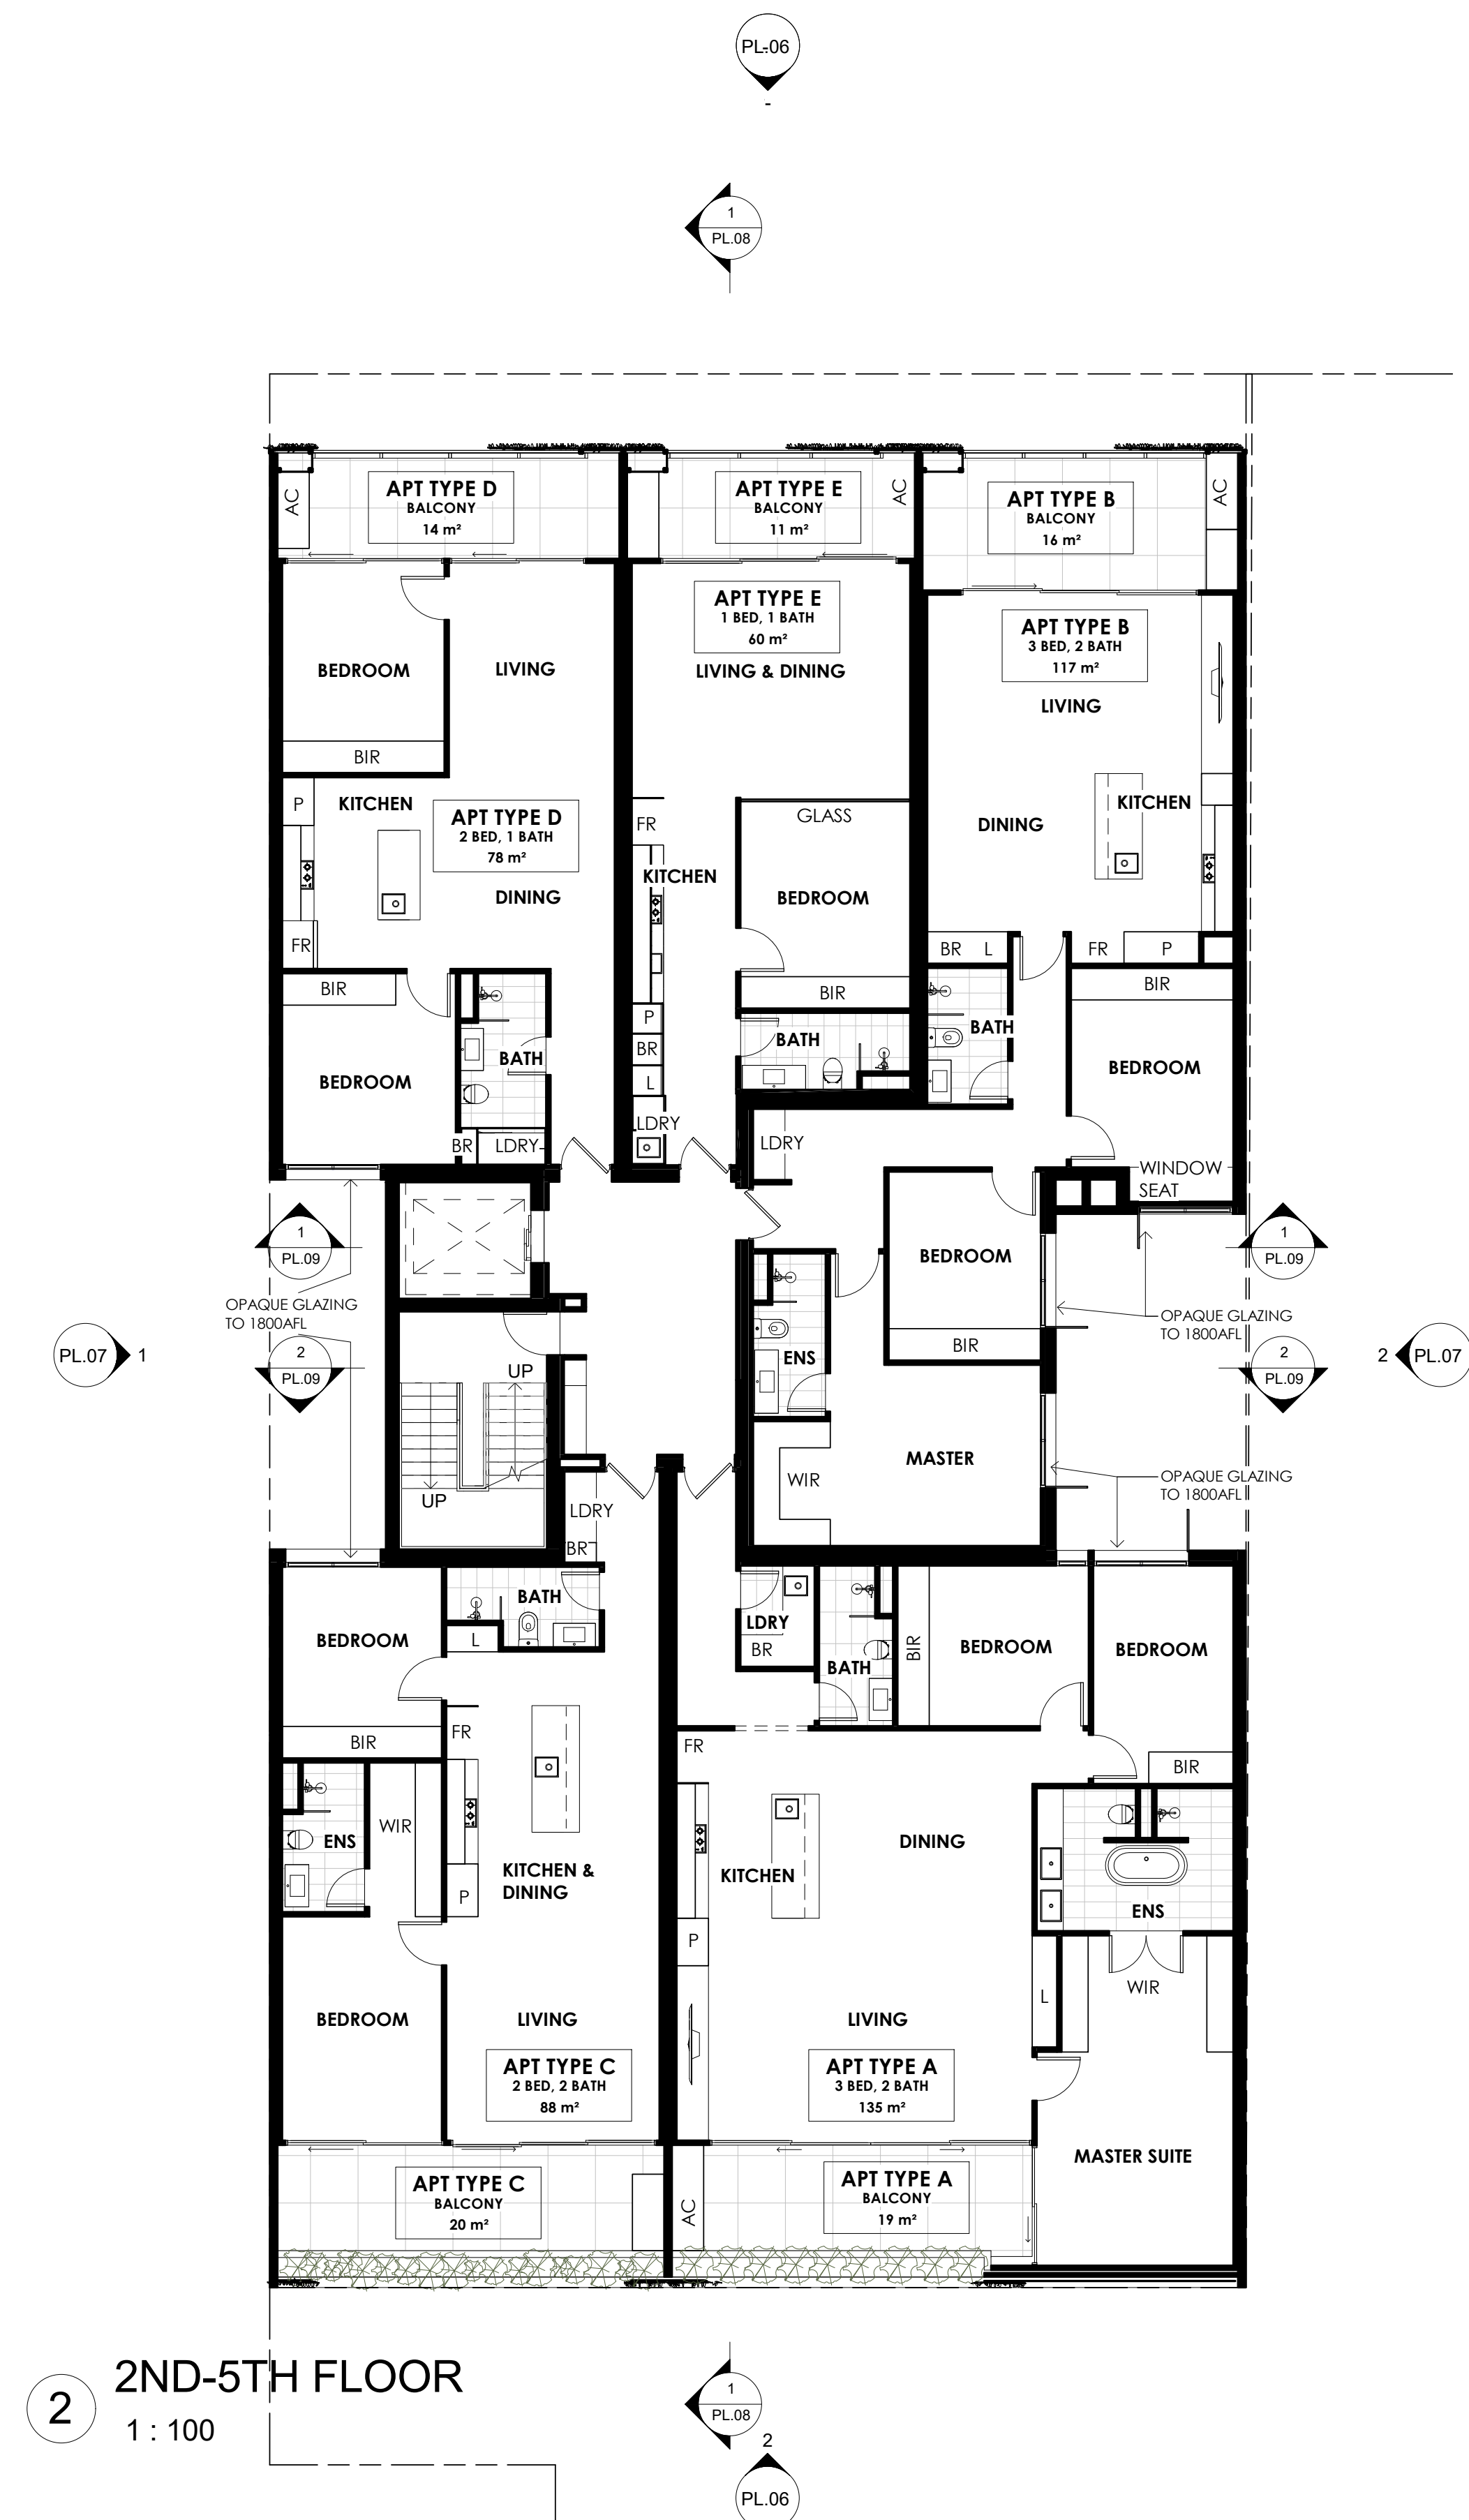 PL-06
-
1
PL.08
APT TYPE D
BALCONY
14 m²
AC
APT TYPE E
BALCONY
11 m²
AC
APT TYPE B
BALCONY
16 m²
AC
APT TYPE E
1 BED, 1 BATH
60 m²
LIVING & DINING
APT TYPE B
3 BED, 2 BATH
117 m²
LIVING
BEDROOM
LIVING
BIR
P
KITCHEN
APT TYPE D
2 BED, 1 BATH
78 m²
DINING
FR
FR
GLASS
KITCHEN
BEDROOM
BIR
KITCHEN
DINING
BR
L
FR
P
BIR
BIR
BEDROOM
BATH
BR
LDRY
P
BR
L
LDRY
BATH
BATH
BEDROOM
LDRY
WINDOW
SEAT
1
PL.09
OPAQUE GLAZING
TO 1800AFL
2
PL.09
PL.07
1
BEDROOM
BIR
1
PL.09
OPAQUE GLAZING
TO 1800AFL
2
PL.09
2
PL.07
UP
UP
ENS
MASTER
WIR
OPAQUE GLAZING
TO 1800AFL
LDRY
BR
BATH
BEDROOM
L
BIR
FR
LDRY
BR
BATH
BIR
BEDROOM
BEDROOM
BIR
FR
WIR
ENS
KITCHEN &
DINING
P
KITCHEN
DINING
P
ENS
WIR
L
BEDROOM
LIVING
APT TYPE C
2 BED, 2 BATH
88 m²
LIVING
APT TYPE A
3 BED, 2 BATH
135 m²
MASTER SUITE
APT TYPE C
BALCONY
20 m²
AC
APT TYPE A
BALCONY
19 m²
2
2ND-5TH FLOOR
1 : 100
1
PL.08
2
PL.06